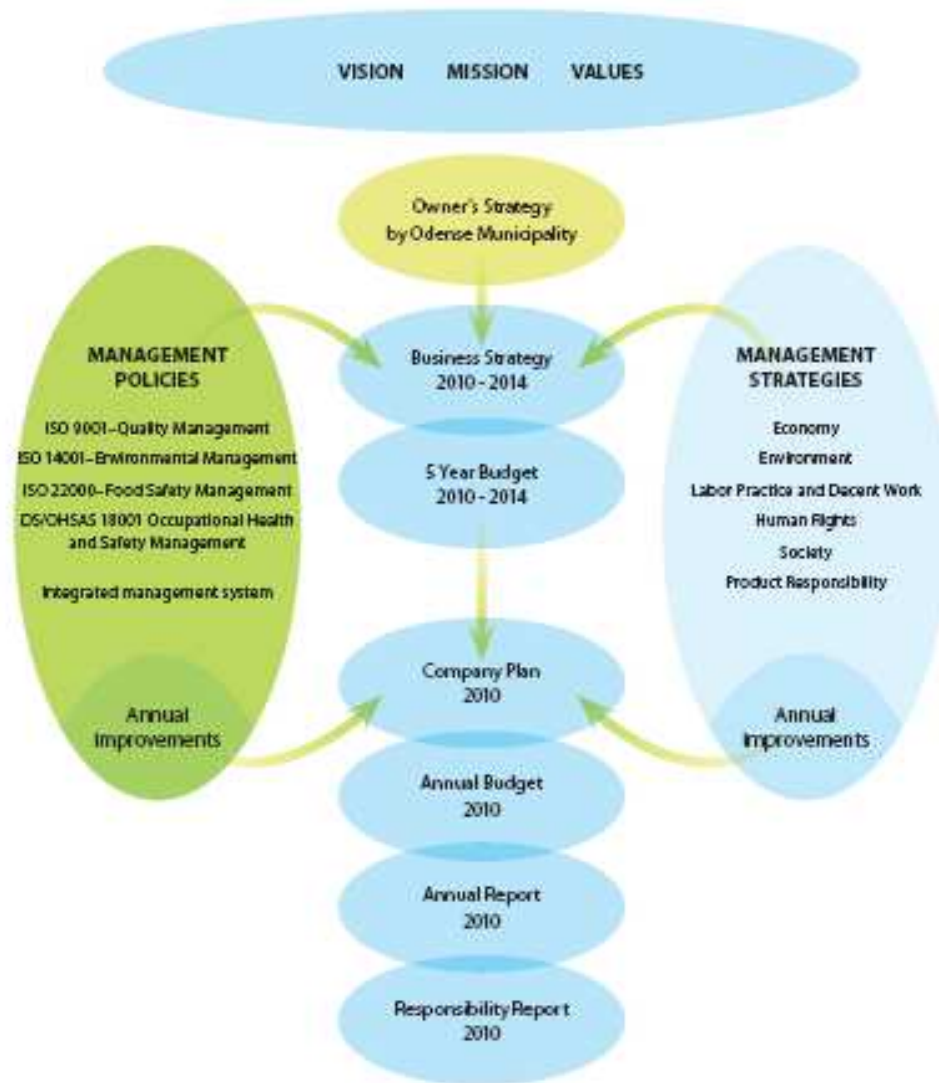 VISION MISSION VALUES
Owner's Strategy
by Odense Municipality
Business Strategy
2010 - 2014
5 Year Budget
2010 - 2014
MANAGEMENT
POLICIES
ISO 9001–Quality Management
ISO 14001–Environmental Management
ISO 22000–Food Safety Management
DS/OHSAS 18001 Occupational Health
and Safety Management
Integrated management system
Annual
Improvements
MANAGEMENT
STRATEGIES
Economy
Environment
Labor Practice and Decent Work
Human Rights
Society
Product Responsibility
Annual
Improvements
Company Plan
2010
Annual Budget
2010
Annual Report
2010
Responsibility Report
2010